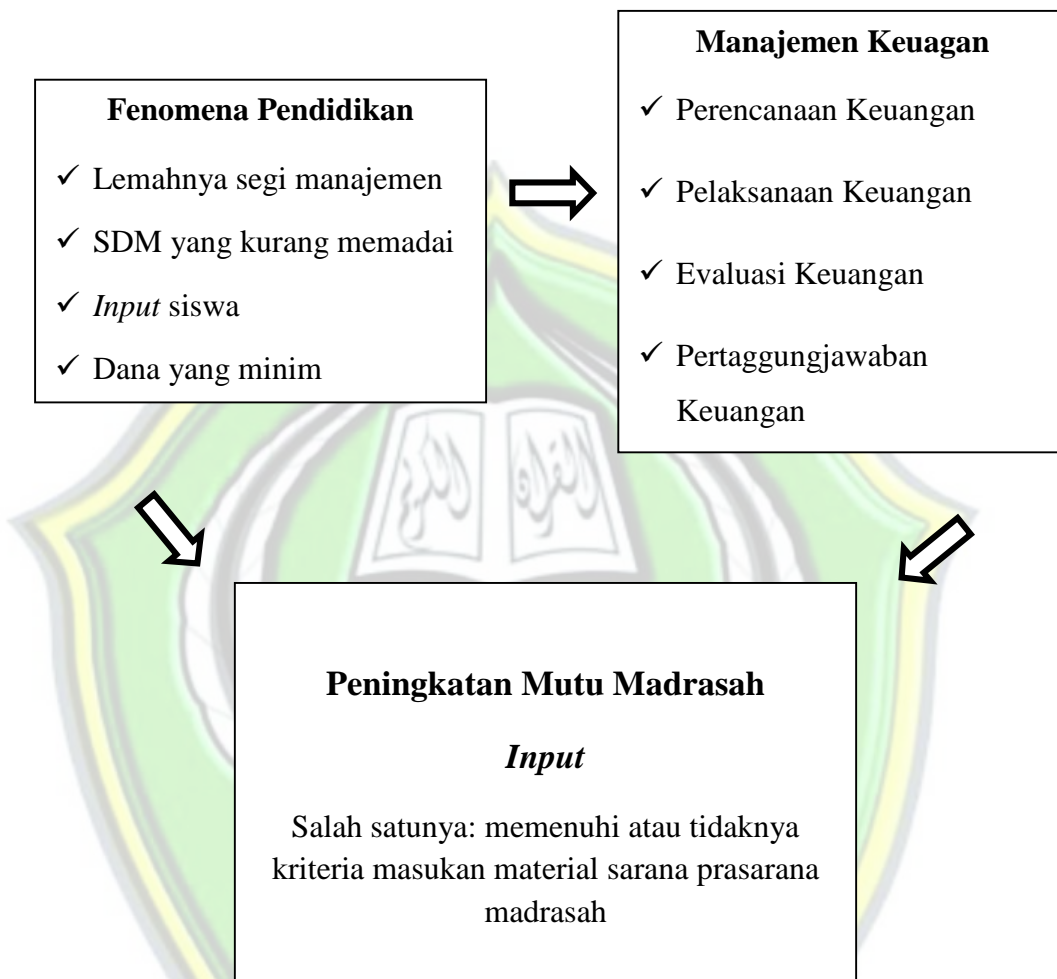 Fenomena Pendidikan
✓ Lemahnya segi manajemen
✓ SDM yang kurang memadai
✓ Input siswa
✓ Dana yang minim
Manajemen Keuagan
✓ Perencanaan Keuangan
✓ Pelaksanaan Keuangan
✓ Evaluasi Keuangan
✓ Pertaggungjawaban
Keuangan
Peningkatan Mutu Madrasah
Input
Salah satunya: memenuhi atau tidaknya
kriteria masukan material sarana prasarana
madrasah